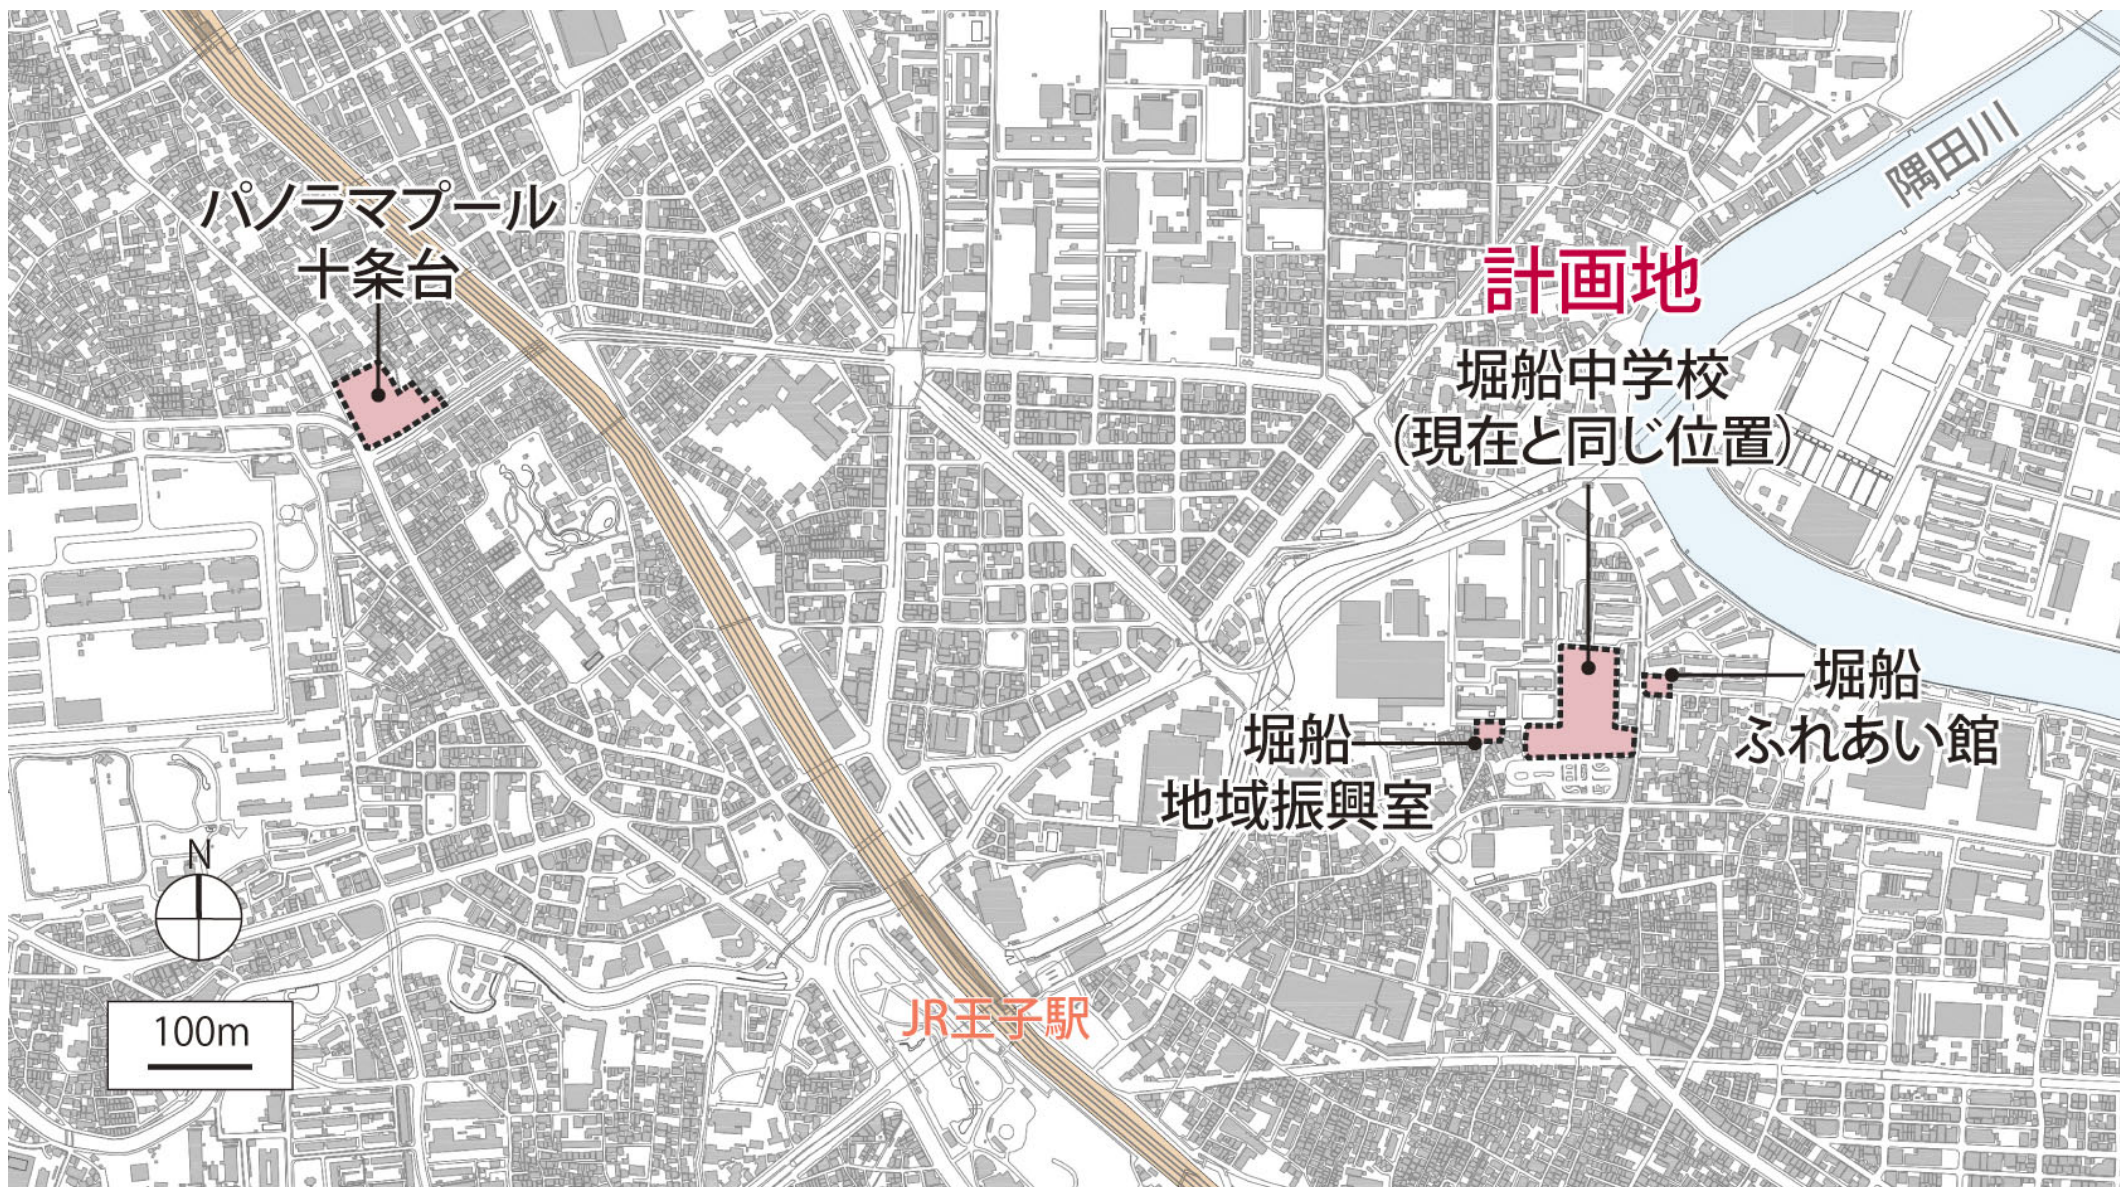 パノラマプール
十条台
隅田川
計画地
堀船中学校
（現在と同じ位置）
堀船
ふれあい館
堀船
地域振興室
N
100m
JR王子駅